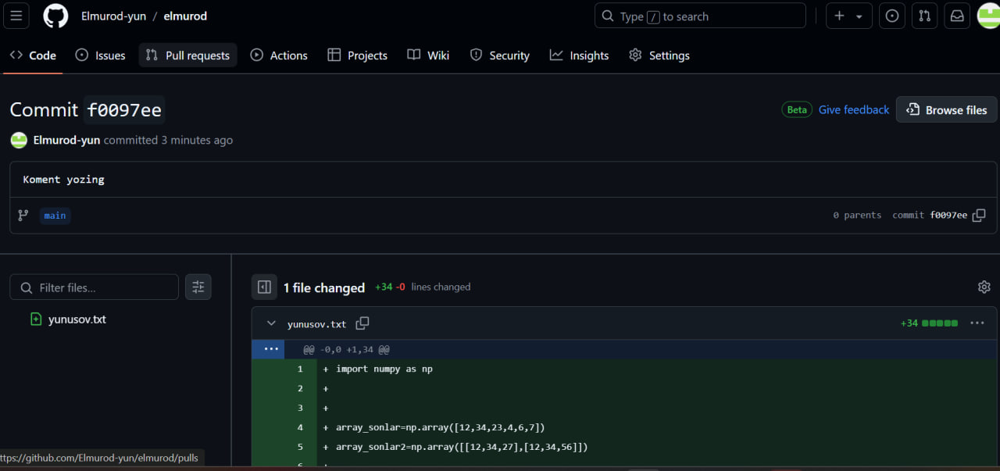 Elmurod-yun / elmurod
Type / to search
Code Issues Pull requests Actions Projects Wiki Security Insights Settings
Commit f0097ee
Beta Give feedback Browse files
Elmurod-yun committed 3 minutes ago
Koment yozing
main
0 parents commit f0097ee
Filter files...
yunusov.txt
1 file changed +34 -0 lines changed
yunusov.txt
+34
@@ -0,0 +1,34 @@
1 + import numpy as np
2 +
3 +
4 + array_sonlar=np.array([12,34,23,4,6,7])
5 + array_sonlar2=np.array([[12,34,27],[12,34,56]])
6 +
ttps://github.com/Elmurod-yun/elmurod/pulls